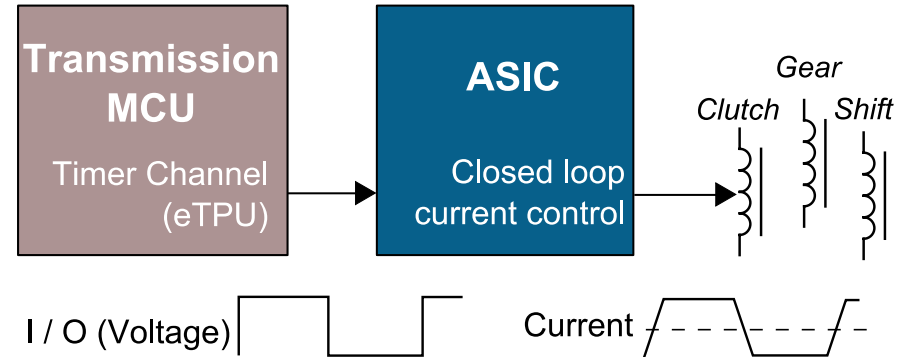 Transmission
MCU
Timer Channel
(eTPU)
ASIC
Closed loop
current control
Gear
Clutch
Shift
I / O (Voltage)
Current